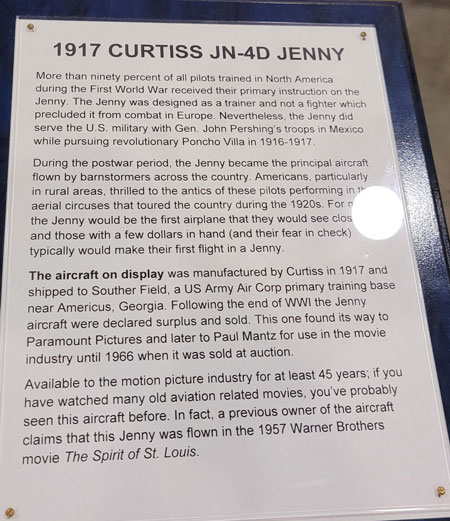 1917 CURTISS JN-4D JENNY
More than ninety percent of all pilots trained in North America
during the First World War received their primary instruction on the
Jenny. The Jenny was designed as a trainer and not a fighter which
precluded it from combat in Europe. Nevertheless, the Jenny did
serve the U.S. military with Gen. John Pershing's troops in Mexico
while pursuing revolutionary Poncho Villa in 1916-1917.
During the postwar period, the Jenny became the principal aircraft
flown by barnstormers across the country. Americans, particularly
in rural areas, thrilled to the antics of these pilots performing in
aerial circuses that toured the country during the 1920s. For
the Jenny would be the first airplane that they would see
and those with a few dollars in hand (and their fear in check)
typically would make their first flight in a Jenny.
The aircraft on display was manufactured by Curtiss in 1917 and
shipped to Souther Field, a US Army Air Corp primary training base
near Americus, Georgia. Following the end of WWI the Jenny
aircraft were declared surplus and sold. This one found its way to
Paramount Pictures and later to Paul Mantz for use in the movie
industry until 1966 when it was sold at auction.
Available to the motion picture industry for at least 45 years; if you
have watched many old aviation related movies, you've probably
seen this aircraft before. In fact, a previous owner of the aircraft
claims that this Jenny was flown in the 1957 Warner Brothers
movie The Spirit of St. Louis.